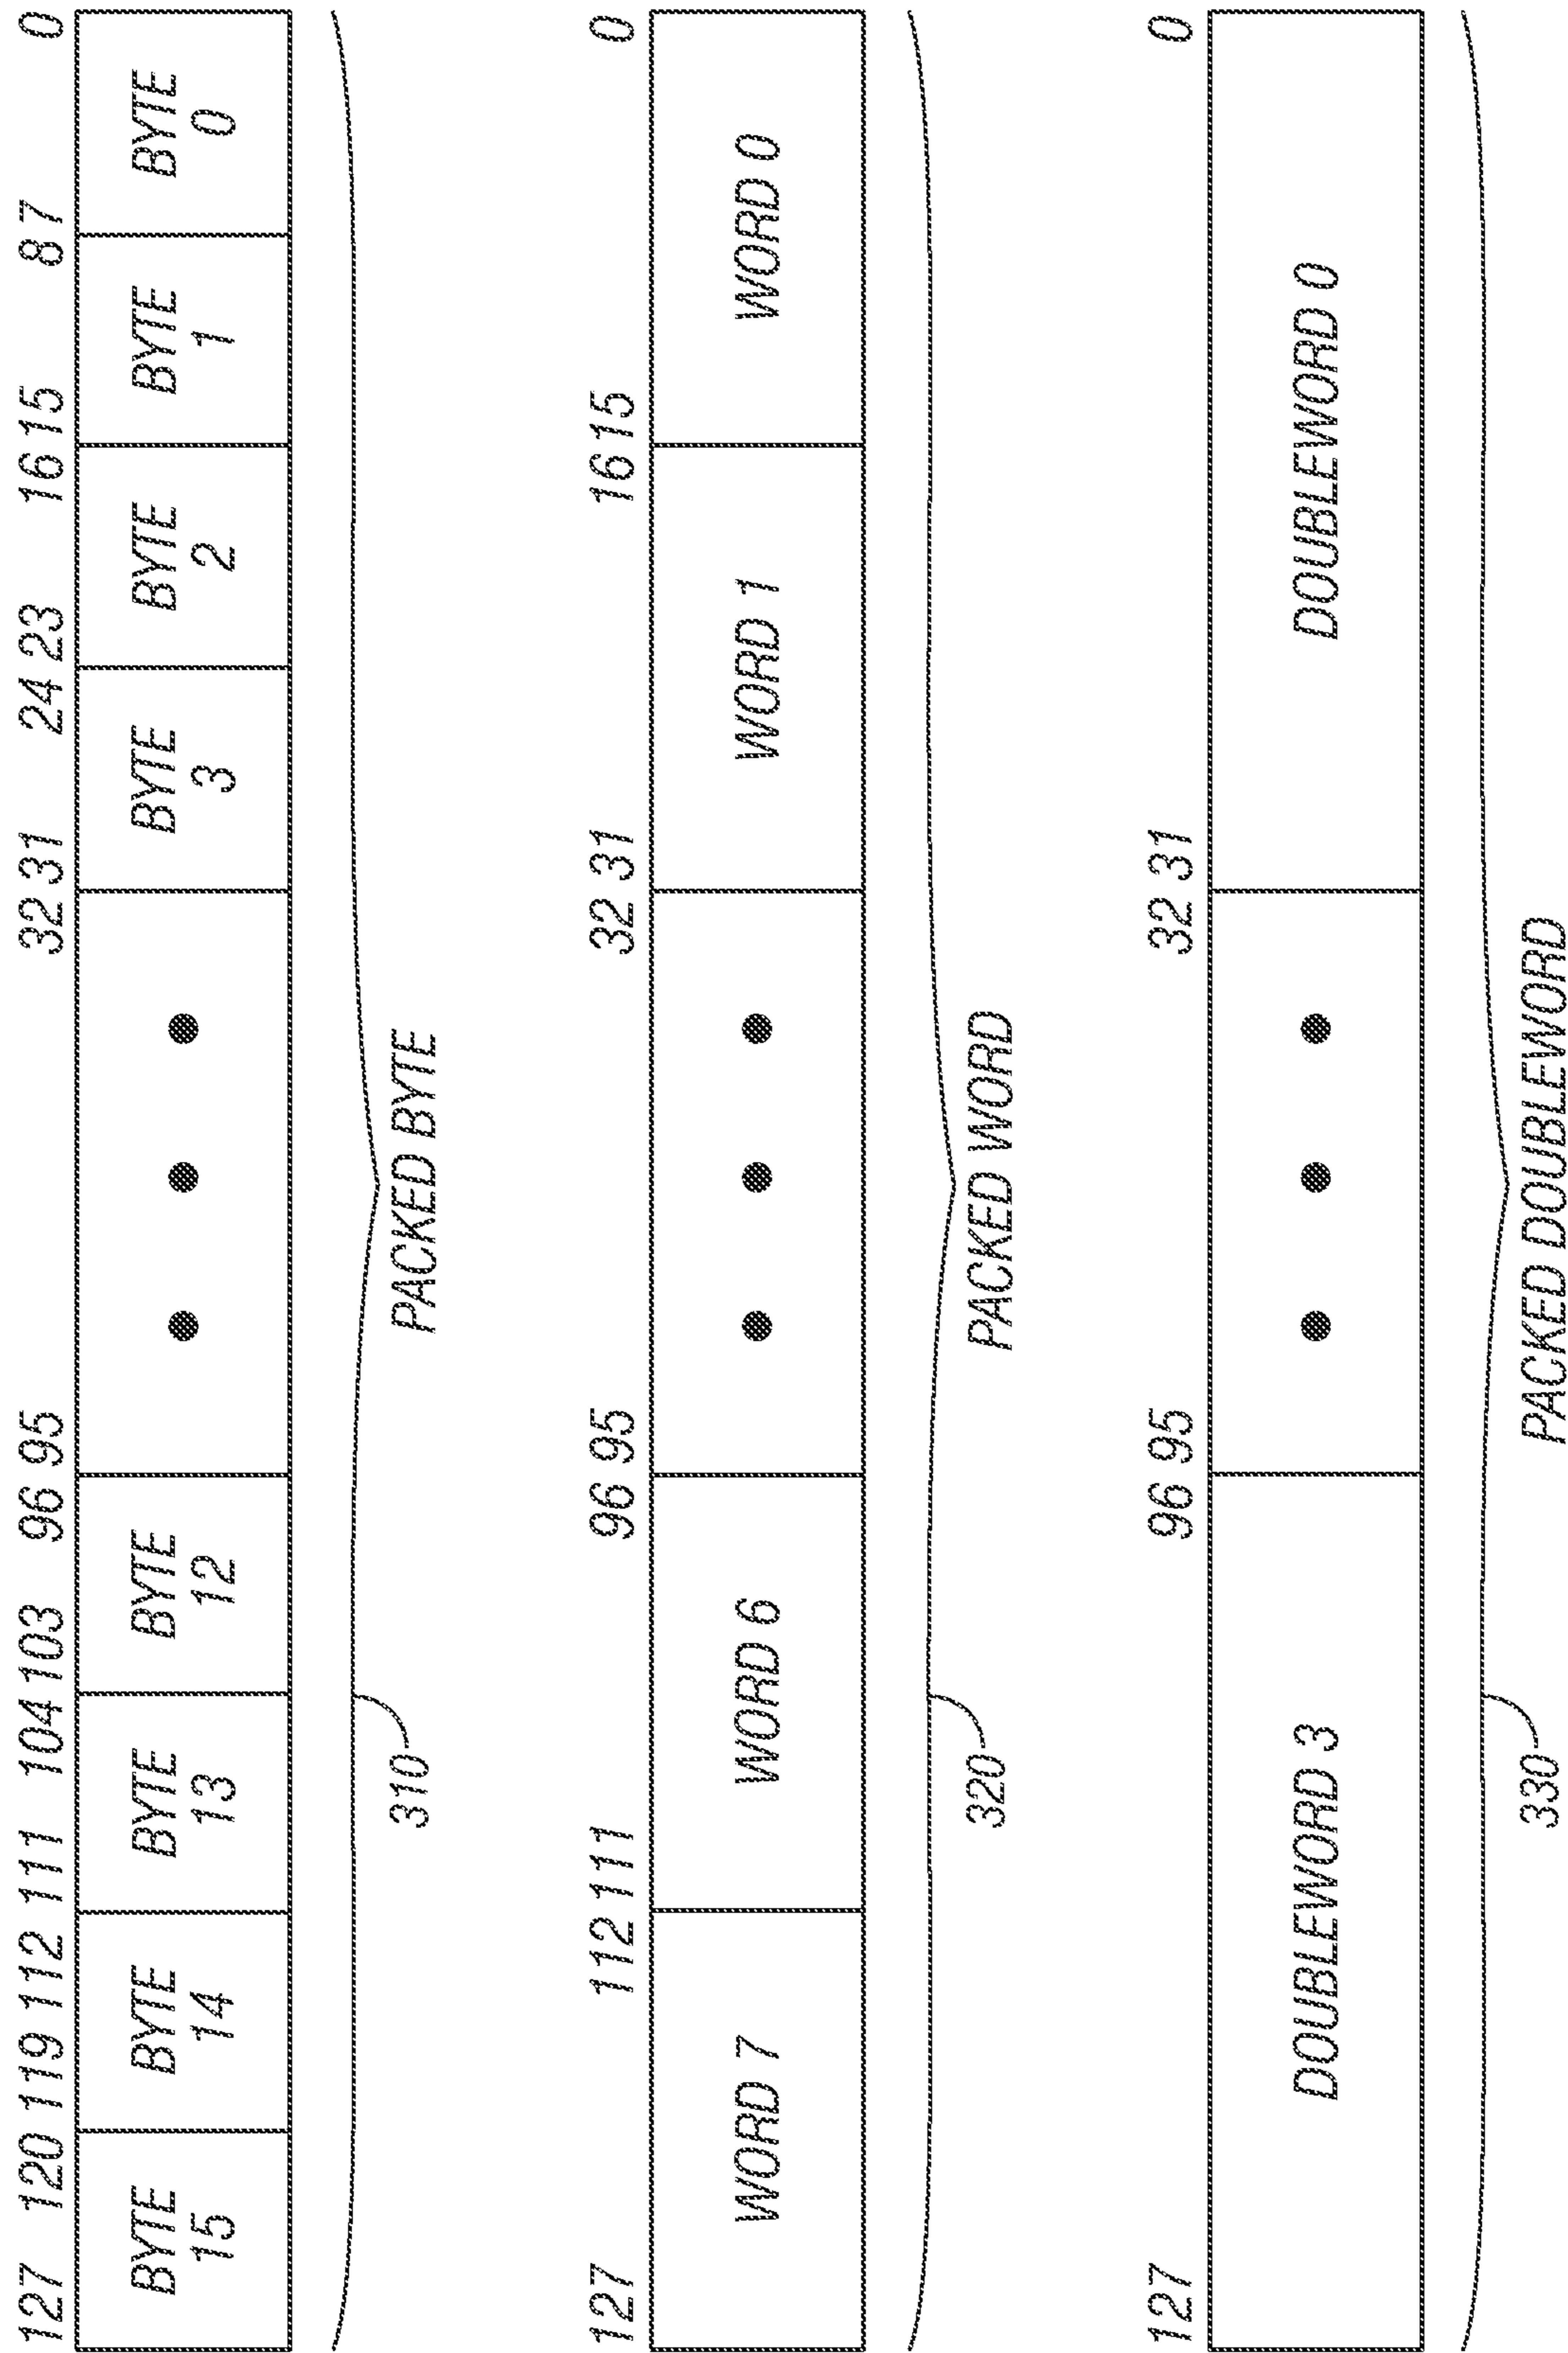 127 120 119 112 111 104 103 96 95 32 31 24 23 16 15 8 7 0
BYTE 15
BYTE 14
BYTE 13
BYTE 12
BYTE 3
BYTE 2
BYTE 1
BYTE 0
310
PACKED BYTE
127 112 111 96 95 32 31 16 15 0
WORD 7 WORD 6 WORD 1 WORD 0
320
PACKED WORD
127 96 95 32 31 0
DOUBLEWORD 3 DOUBLEWORD 0
330
PACKED DOUBLEWORD